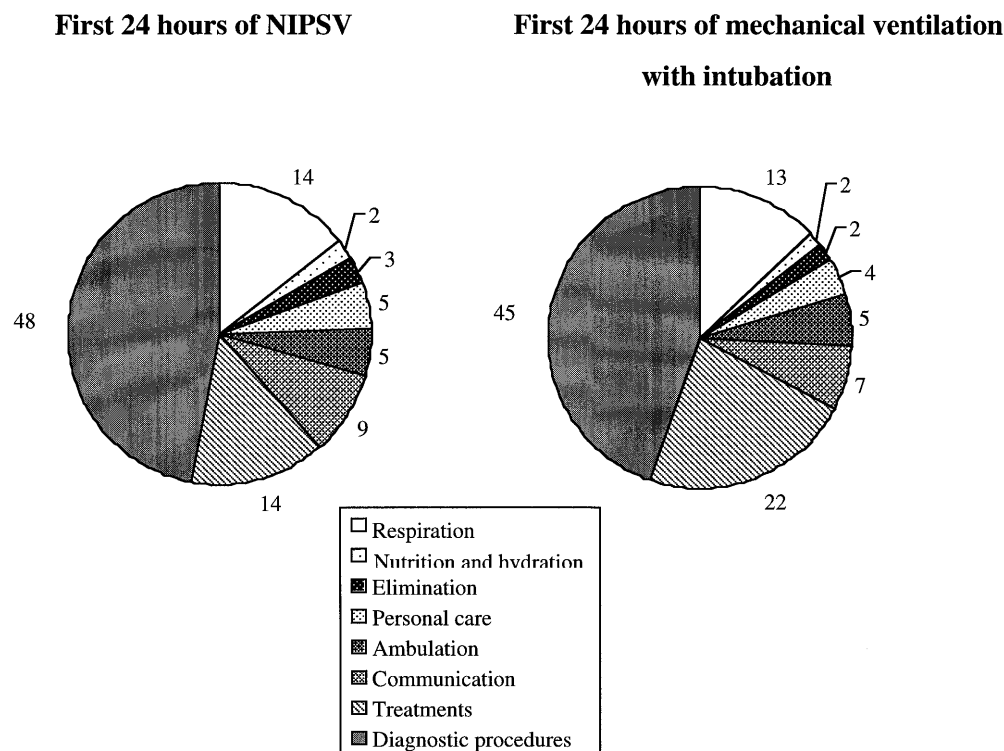 First 24 hours of NIPSV
First 24 hours of mechanical ventilation
with intubation
14
2
3
5
5
9
14
48
13
2
2
4
5
7
22
45
Respiration
Nutrition and hydration
Elimination
Personal care
Ambulation
Communication
Treatments
Diagnostic procedures